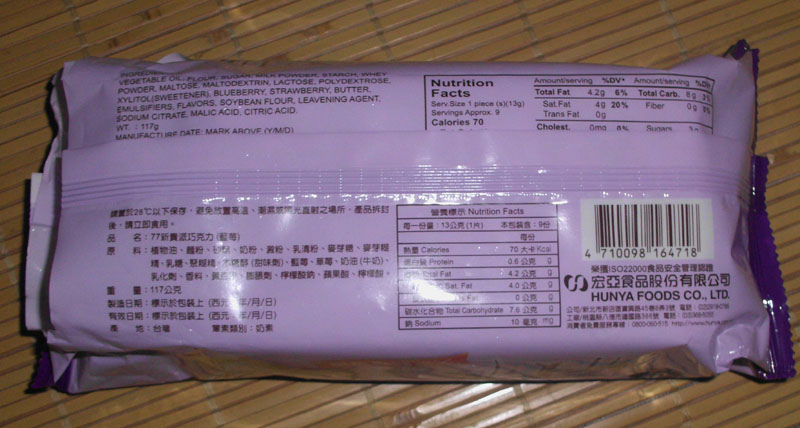 VEGETABLE OIL, FLOUR, SUGAR, MILK POWDER, STARCH, WHEY
POWDER, MALTOSE, MALTODEXTRIN, LACTOSE, POLYDEXTROSE,
XYLITOL(SWEETENER), BLUEBERRY, STRAWBERRY, BUTTER,
EMULSIFIERS, FLAVORS, SOYBEAN FLOUR, LEAVENING AGENT,
SODIUM CITRATE, MALIC ACID, CITRIC ACID.
WT. : 117g
MANUFACTURE DATE: MARK ABOVE (Y/M/D)
Nutrition
Facts
Serv.Size 1 piece (s)(13g)
Servings Approx. 9
Calories 70
Amount/serving %DV* Amount/serving
Total Fat 4.2g 6% Total Carb. 8g
Sat.Fat 4g 20% Fiber 0g
Trans Fat 0g
Cholest. 0mg 0% Sugars
請置於28℃以下保存,避免放置高溫、潮濕或陽光直射之場所,產品拆封
後,請立即食用。
品 名:77新貴派巧克力(藍莓)
原 料:植物油、麵粉、砂糖、奶粉、澱粉、乳清粉、麥芽糖、麥芽糊
精、乳糖、聚糊精、木糖醇(甜味劑)、藍莓、草莓、奶油(牛奶)、
乳化劑、香料、黃豆粉、膨脹劑、檸檬酸鈉、蘋果酸、檸檬酸。
重 量:117公克
製造日期:標示於包裝上(西元:年/月/日)
有效日期:標示於包裝上(西元:年/月/日)
產 地:台灣 葷素類別:奶素
營養標示 Nutrition Facts
每一份量:13公克(1片) 本包裝含:9份
每份
熱量 Calories 70 大卡 Kcal
蛋白質 Protein 0.6 公克 g
Total Fat 4.2 公克 g
Sat. Fat 4.0 公克 g
Fat 0 公克 g
碳水化合物 Total Carbohydrate 7.6 公克 g
鈉 Sodium 10 毫克 mg
4 710098 164718
榮獲ISO22000食品安全管理認證
宏亞食品股份有限公司
HUNYA FOODS CO., LTD.